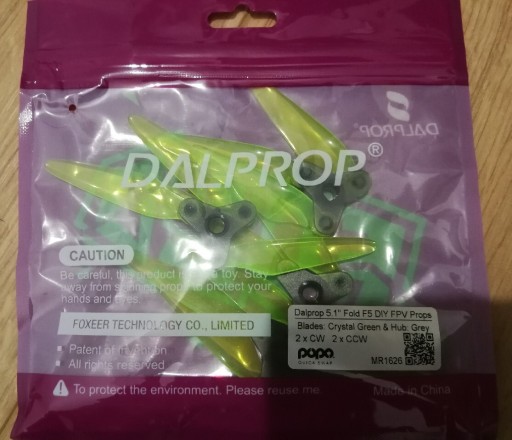 DALPROP
DALPROP®
CAUTION
Be careful, this product is not a toy. Stay
away from spinning props to protect your
hands and eyes.
FOXEER TECHNOLOGY CO., LIMITED
Patent of invention
All rights reserved
To protect the environment. Please reuse me.
Dalprop 5.1" Fold F5 DIY FPV Props
Blades: Crystal Green & Hub: Grey
2 x CW 2 x CCW
MR1626
Made in China